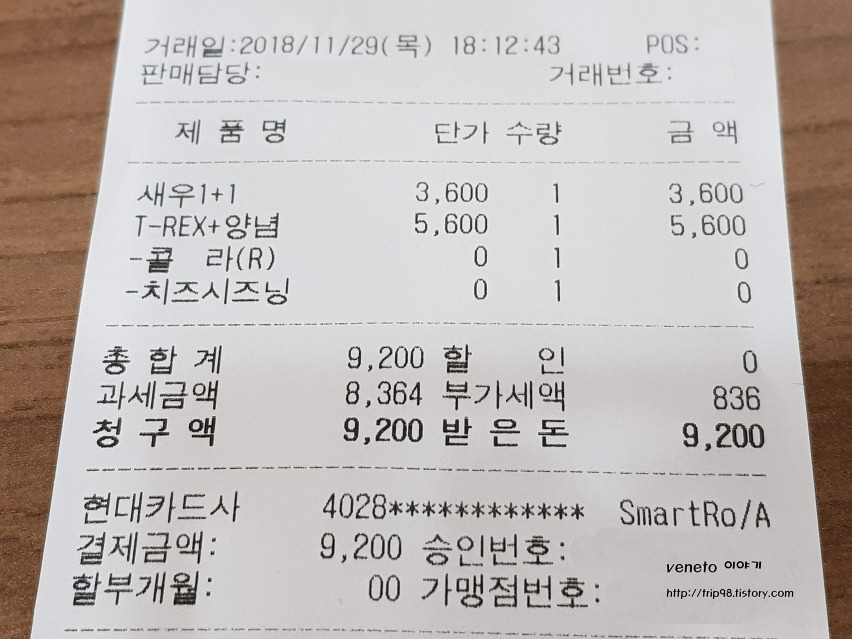 거래일:2018/11/29(목) 18:12:43 POS:
판매담당: 거래번호:
제 품 명 단가 수량 금 액
새우1+1 3,600 1 3,600
T-REX+양념 5,600 1 5,600
-콜 라(R) 0 1 0
-치즈시즈닝 0 1 0
총 합 계 9,200 할 인 0
과세금액 8,364 부가세액 836
청 구 액 9,200 받 은 돈 9,200
현대카드사 4028************ SmartRo/A
결제금액: 9,200 승인번호:
할부개월: 00 가맹점번호:
veneto 이야기
http://trip98.tistory.com